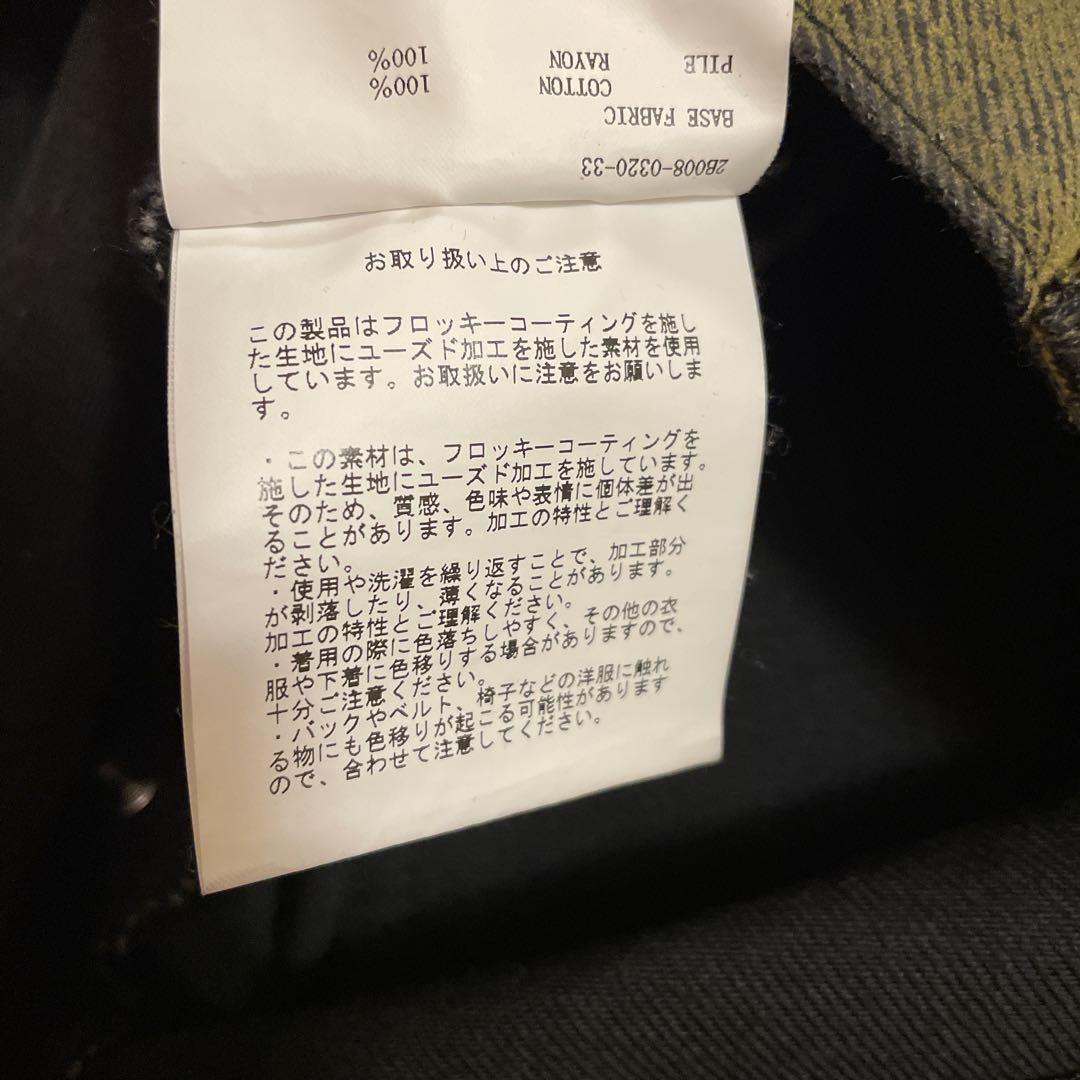 2B008-0320-33
BASE FABRIC
COTTON 100%
PILE RAYON 100%
お取り扱い上のご注意
この製品はフロッキーコーティングを施し
た生地にユーズド加工を施した素材を使用
しています。お取扱いに注意をお願いしま
す。
・この素材は、フロッキーコーティングを
施した生地にユーズド加工を施しています。
そのため、質感、色味や表情に個体差が出
ることがあります。加工の特性とご理解く
ださい。
・使用や洗濯を繰り返すことで、加工部分
が剥落したり、薄くなることがあります。
加工の特性とご理解ください。
・着用の際に色落ちしやすく、その他の衣
服や下着に色移りする場合がありますので、
十分ご注意ください。
・バックやベルト、椅子などの洋服に触れ
る物にも色移りが起こる可能性があります
ので、合わせて注意してください。